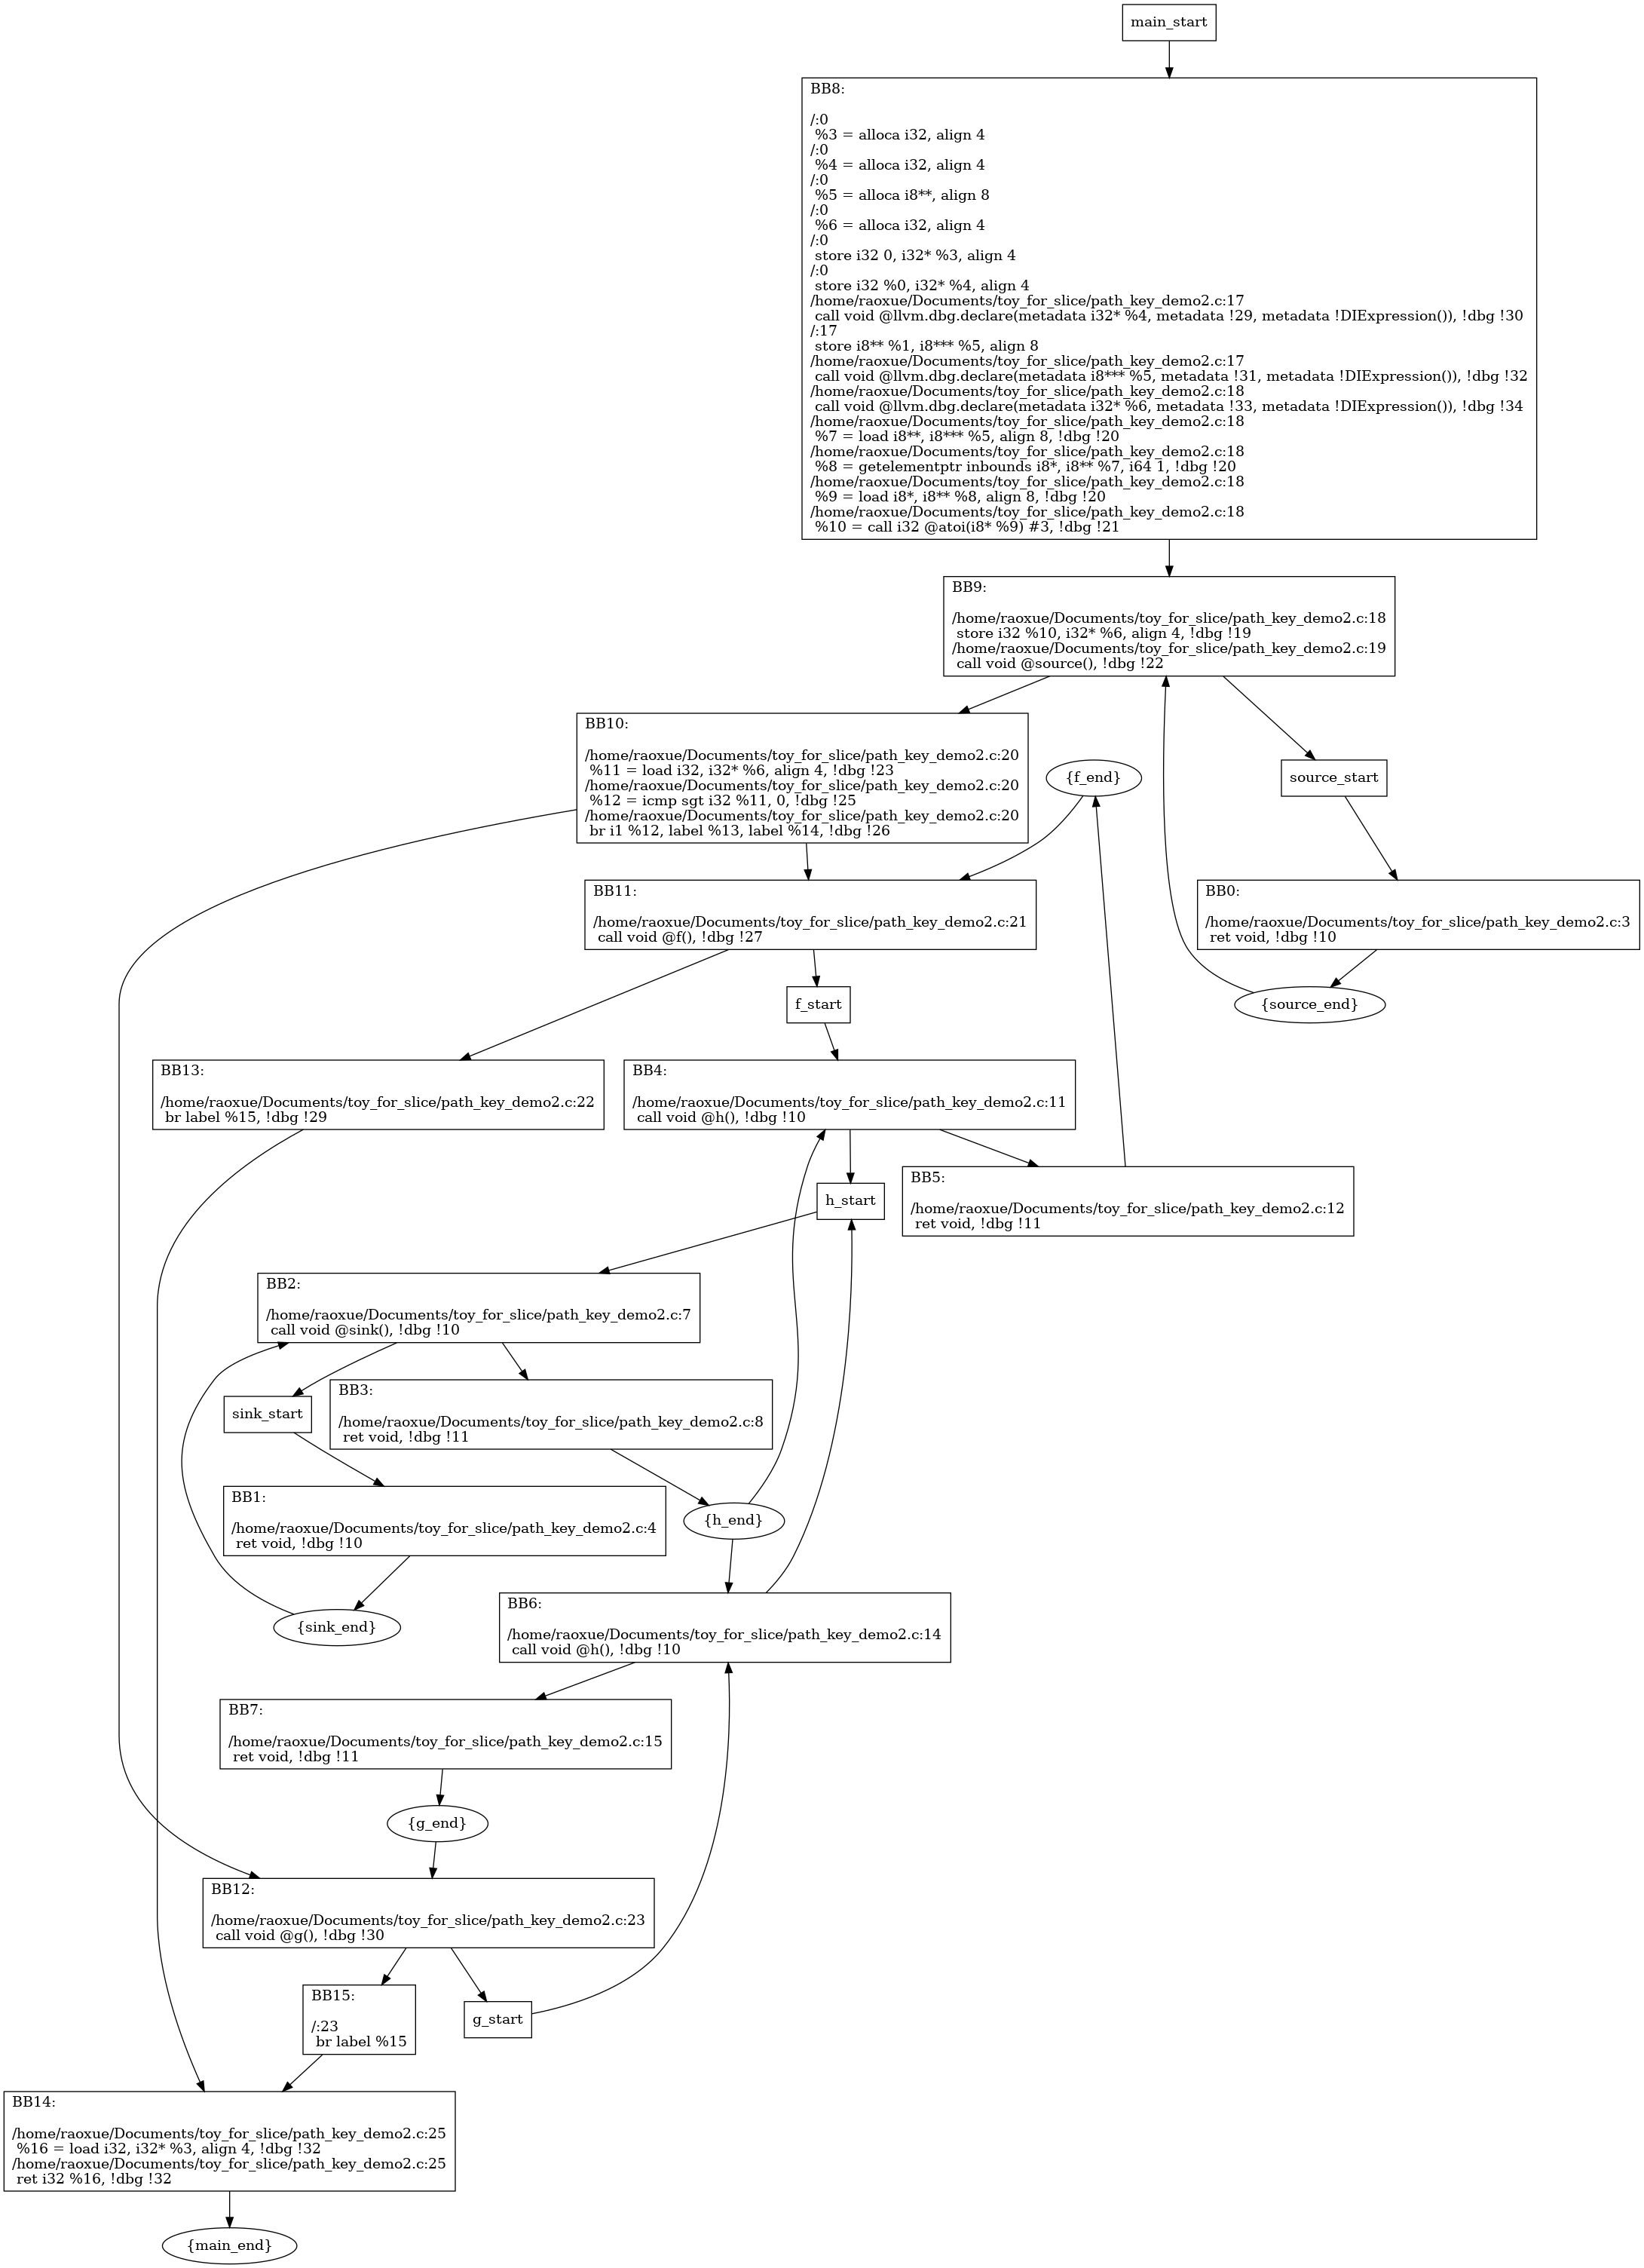 main_start
BB8:
/:0
%3 = alloca i32, align 4
/:0
%4 = alloca i32, align 4
/:0
%5 = alloca i8**, align 8
/:0
%6 = alloca i32, align 4
/:0
store i32 0, i32* %3, align 4
/:0
store i32 %0, i32* %4, align 4
/home/raoxue/Documents/toy_for_slice/path_key_demo2.c:17
call void @llvm.dbg.declare(metadata i32* %4, metadata !29, metadata !DIExpression()), !dbg !30
/:17
store i8** %1, i8*** %5, align 8
/home/raoxue/Documents/toy_for_slice/path_key_demo2.c:17
call void @llvm.dbg.declare(metadata i8*** %5, metadata !31, metadata !DIExpression()), !dbg !32
/home/raoxue/Documents/toy_for_slice/path_key_demo2.c:18
call void @llvm.dbg.declare(metadata i32* %6, metadata !33, metadata !DIExpression()), !dbg !34
/home/raoxue/Documents/toy_for_slice/path_key_demo2.c:18
%7 = load i8**, i8*** %5, align 8, !dbg !20
/home/raoxue/Documents/toy_for_slice/path_key_demo2.c:18
%8 = getelementptr inbounds i8*, i8** %7, i64 1, !dbg !20
/home/raoxue/Documents/toy_for_slice/path_key_demo2.c:18
%9 = load i8*, i8** %8, align 8, !dbg !20
/home/raoxue/Documents/toy_for_slice/path_key_demo2.c:18
%10 = call i32 @atoi(i8* %9) #3, !dbg !21
BB9:
/home/raoxue/Documents/toy_for_slice/path_key_demo2.c:18
store i32 %10, i32* %6, align 4, !dbg !19
/home/raoxue/Documents/toy_for_slice/path_key_demo2.c:19
call void @source(), !dbg !22
BB10:
/home/raoxue/Documents/toy_for_slice/path_key_demo2.c:20
%11 = load i32, i32* %6, align 4, !dbg !23
/home/raoxue/Documents/toy_for_slice/path_key_demo2.c:20
%12 = icmp sgt i32 %11, 0, !dbg !25
/home/raoxue/Documents/toy_for_slice/path_key_demo2.c:20
br i1 %12, label %13, label %14, !dbg !26
{f_end}
source_start
BB11:
/home/raoxue/Documents/toy_for_slice/path_key_demo2.c:21
call void @f(), !dbg !27
BB0:
/home/raoxue/Documents/toy_for_slice/path_key_demo2.c:3
ret void, !dbg !10
f_start
{source_end}
BB13:
/home/raoxue/Documents/toy_for_slice/path_key_demo2.c:22
br label %15, !dbg !29
BB4:
/home/raoxue/Documents/toy_for_slice/path_key_demo2.c:11
call void @h(), !dbg !10
h_start
BB5:
/home/raoxue/Documents/toy_for_slice/path_key_demo2.c:12
ret void, !dbg !11
BB2:
/home/raoxue/Documents/toy_for_slice/path_key_demo2.c:7
call void @sink(), !dbg !10
sink_start
BB3:
/home/raoxue/Documents/toy_for_slice/path_key_demo2.c:8
ret void, !dbg !11
BB1:
/home/raoxue/Documents/toy_for_slice/path_key_demo2.c:4
ret void, !dbg !10
{h_end}
{sink_end}
BB6:
/home/raoxue/Documents/toy_for_slice/path_key_demo2.c:14
call void @h(), !dbg !10
BB7:
/home/raoxue/Documents/toy_for_slice/path_key_demo2.c:15
ret void, !dbg !11
{g_end}
BB12:
/home/raoxue/Documents/toy_for_slice/path_key_demo2.c:23
call void @g(), !dbg !30
BB15:
/:23
br label %15
g_start
BB14:
/home/raoxue/Documents/toy_for_slice/path_key_demo2.c:25
%16 = load i32, i32* %3, align 4, !dbg !32
/home/raoxue/Documents/toy_for_slice/path_key_demo2.c:25
ret i32 %16, !dbg !32
{main_end}